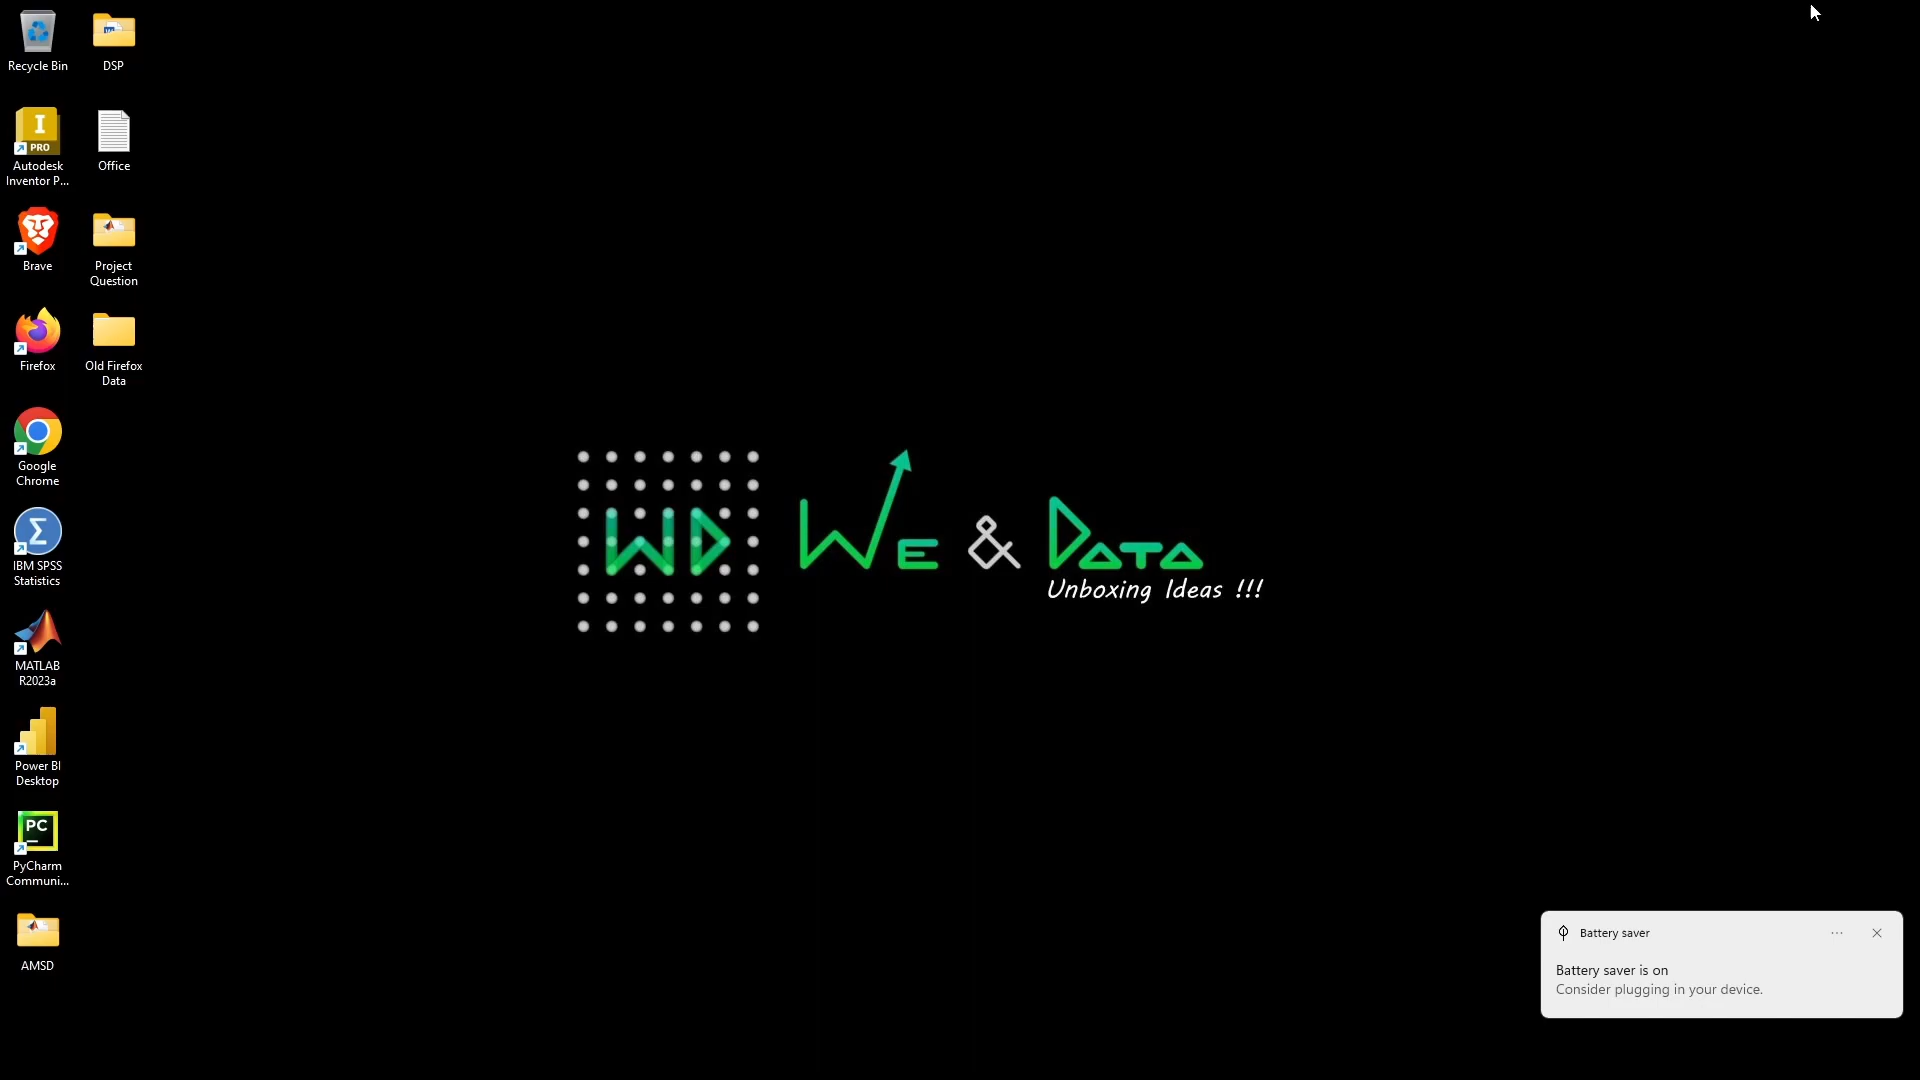 Recycle Bin
DSP
I
PRO
Autodesk
Inventor P...
Office
Brave
Project
Question
Firefox
Old Firefox
Data
Google
Chrome
Σ
IBM SPSS
Statistics
MATLAB
R2023a
Power BI
Desktop
PC
PyCharm
Communi...
AMSD
WD
We & Data
Unboxing Ideas !!!
Battery saver
Battery saver is on
Consider plugging in your device.